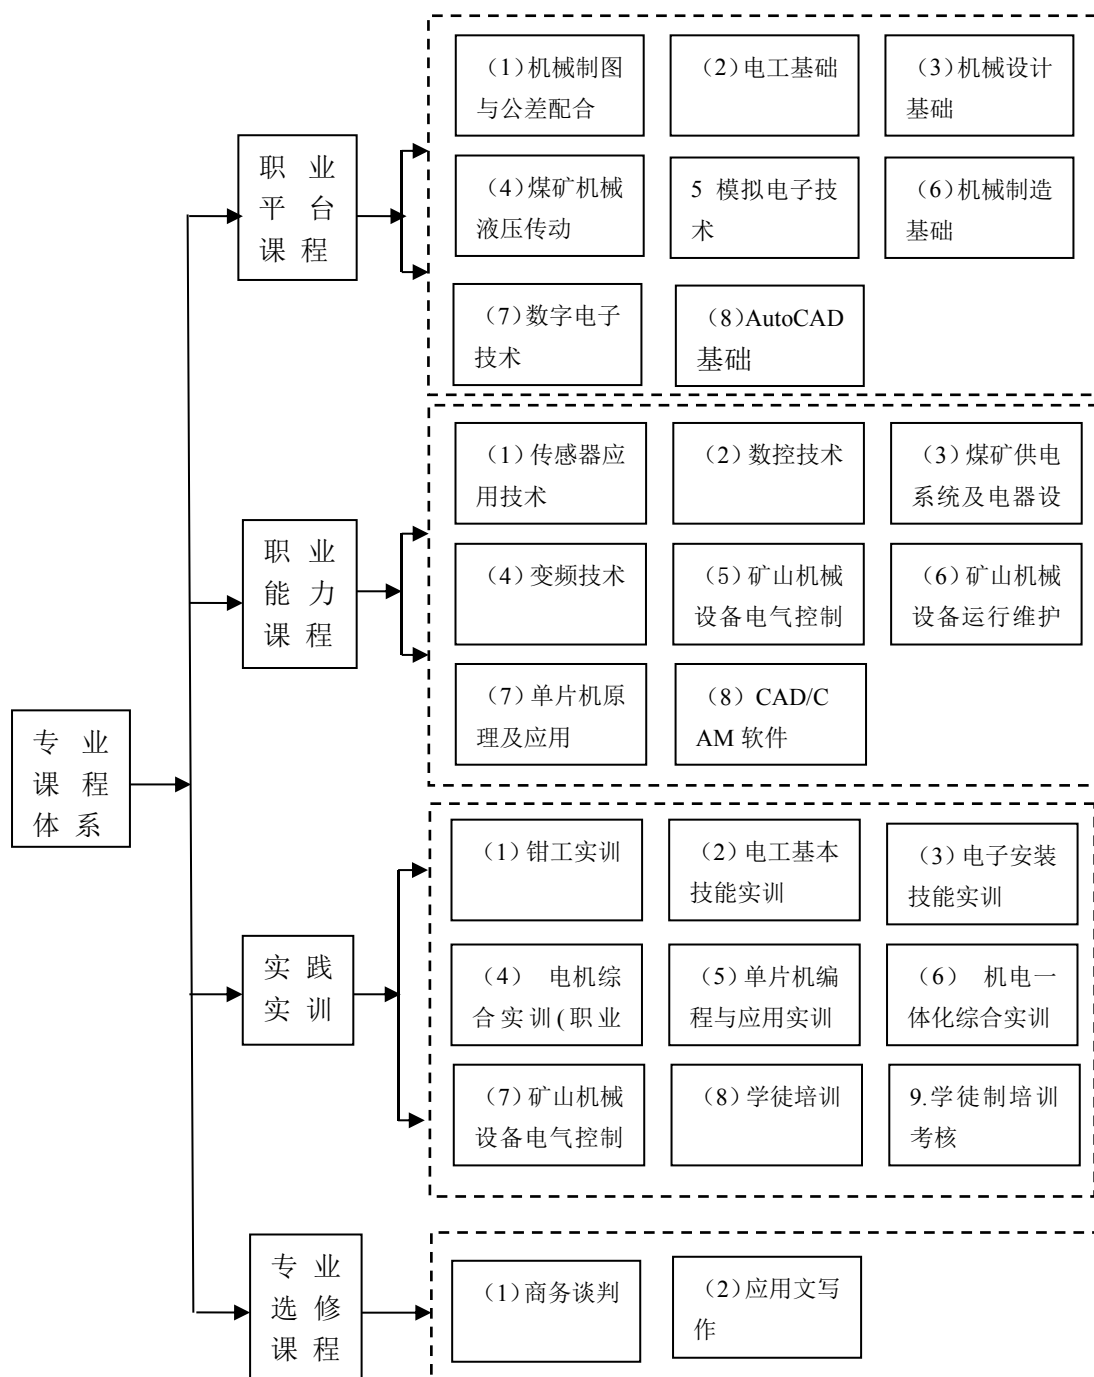 （1）机械制图
与公差配合
（2）电工基础
（3）机械设计
基础
职 业
平 台
课 程
（4）煤矿机械
液压传动
5 模拟电子技
术
（6）机械制造
基础
（7）数字电子
技术
（8）AutoCAD
基础
（1）传感器应
用技术
（2）数控技术
（3）煤矿供电
系统及电器设
职 业
能 力
课 程
（4）变频技术
（5）矿山机械
设备电气控制
（6）矿山机械
设备运行维护
（7）单片机原
理及应用
（8）CAD/C
AM 软件
专 业
课 程
体 系
（1）钳工实训
（2）电工基本
技能实训
（3）电子安装
技能实训
实 践
实 训
（4） 电机综
合实训(职业
（5）单片机编
程与应用实训
（6） 机电一
体化综合实训
（7）矿山机械
设备电气控制
（8）学徒培训
9.学徒制培训
考核
专 业
选 修
课 程
（1）商务谈判
（2）应用文写
作